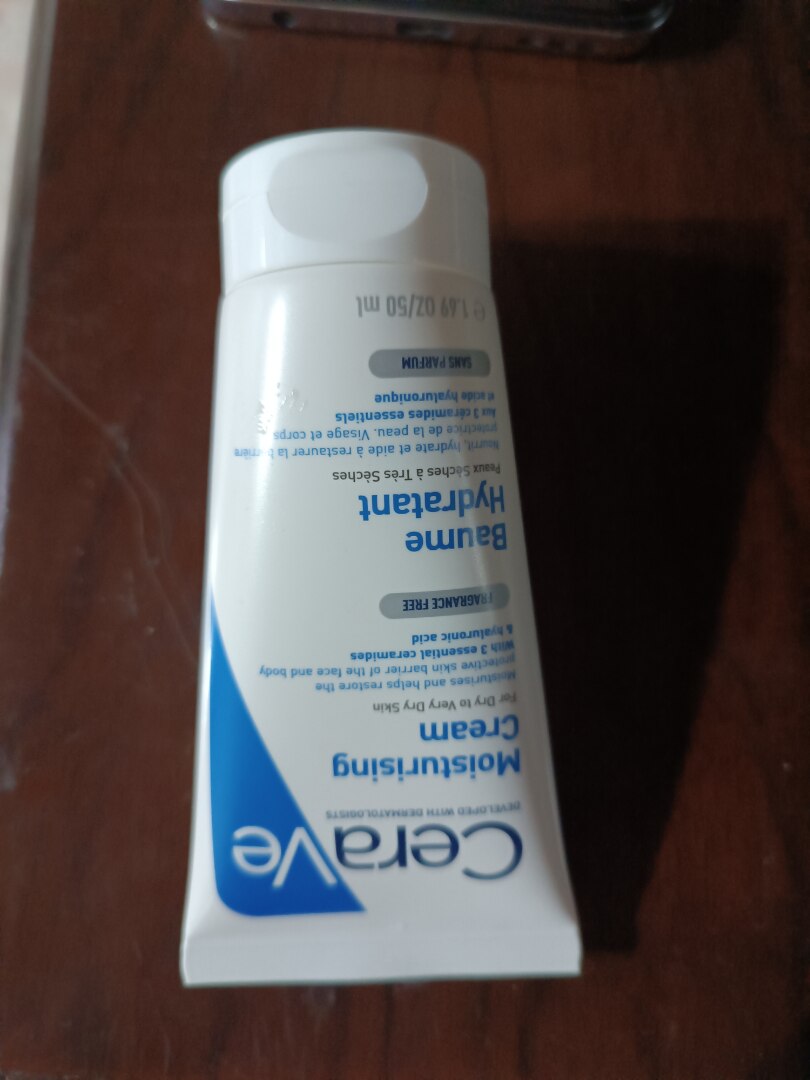 CeraVe
DEVELOPED WITH DERMATOLOGISTS
Moisturising
Cream
For Dry to Very Dry Skin
Moisturises and helps restore the
protective skin barrier of the face and body
With 3 essential ceramides
& hyaluronic acid
FRAGRANCE FREE
Baume
Hydratant
Peaux Sèches à Très Sèches
Nourrit, hydrate et aide à restaurer la barrière
protectrice de la peau. Visage et corps
Aux 3 céramides essentiels
et acide hyaluronique
SANS PARFUM
℮ 1.69 OZ/50 ml